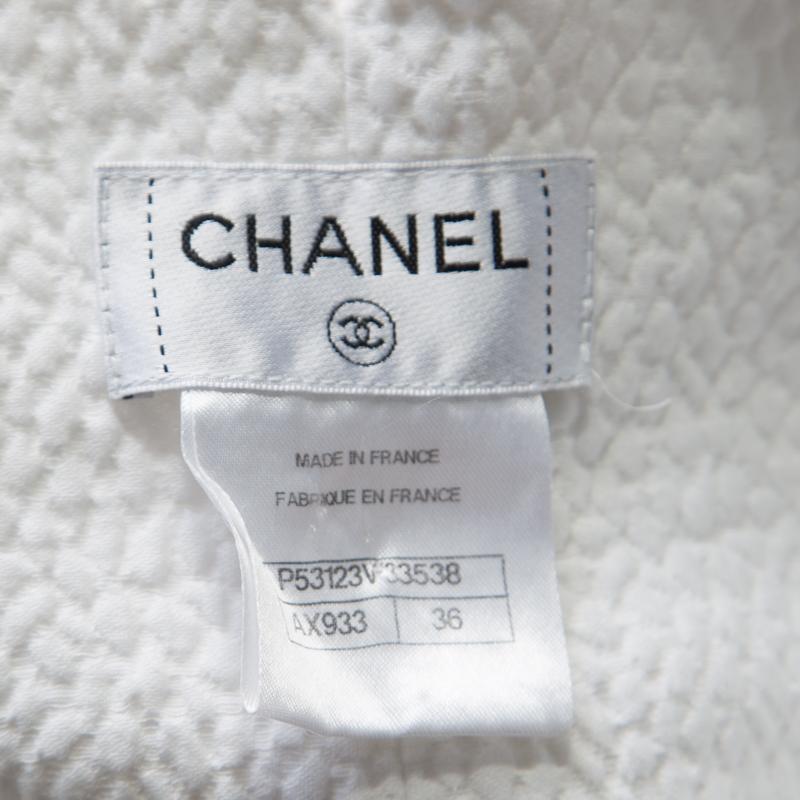 CHANEL
MADE IN FRANCE
FABRIQUE EN FRANCE
P53123V33538
AX933 36